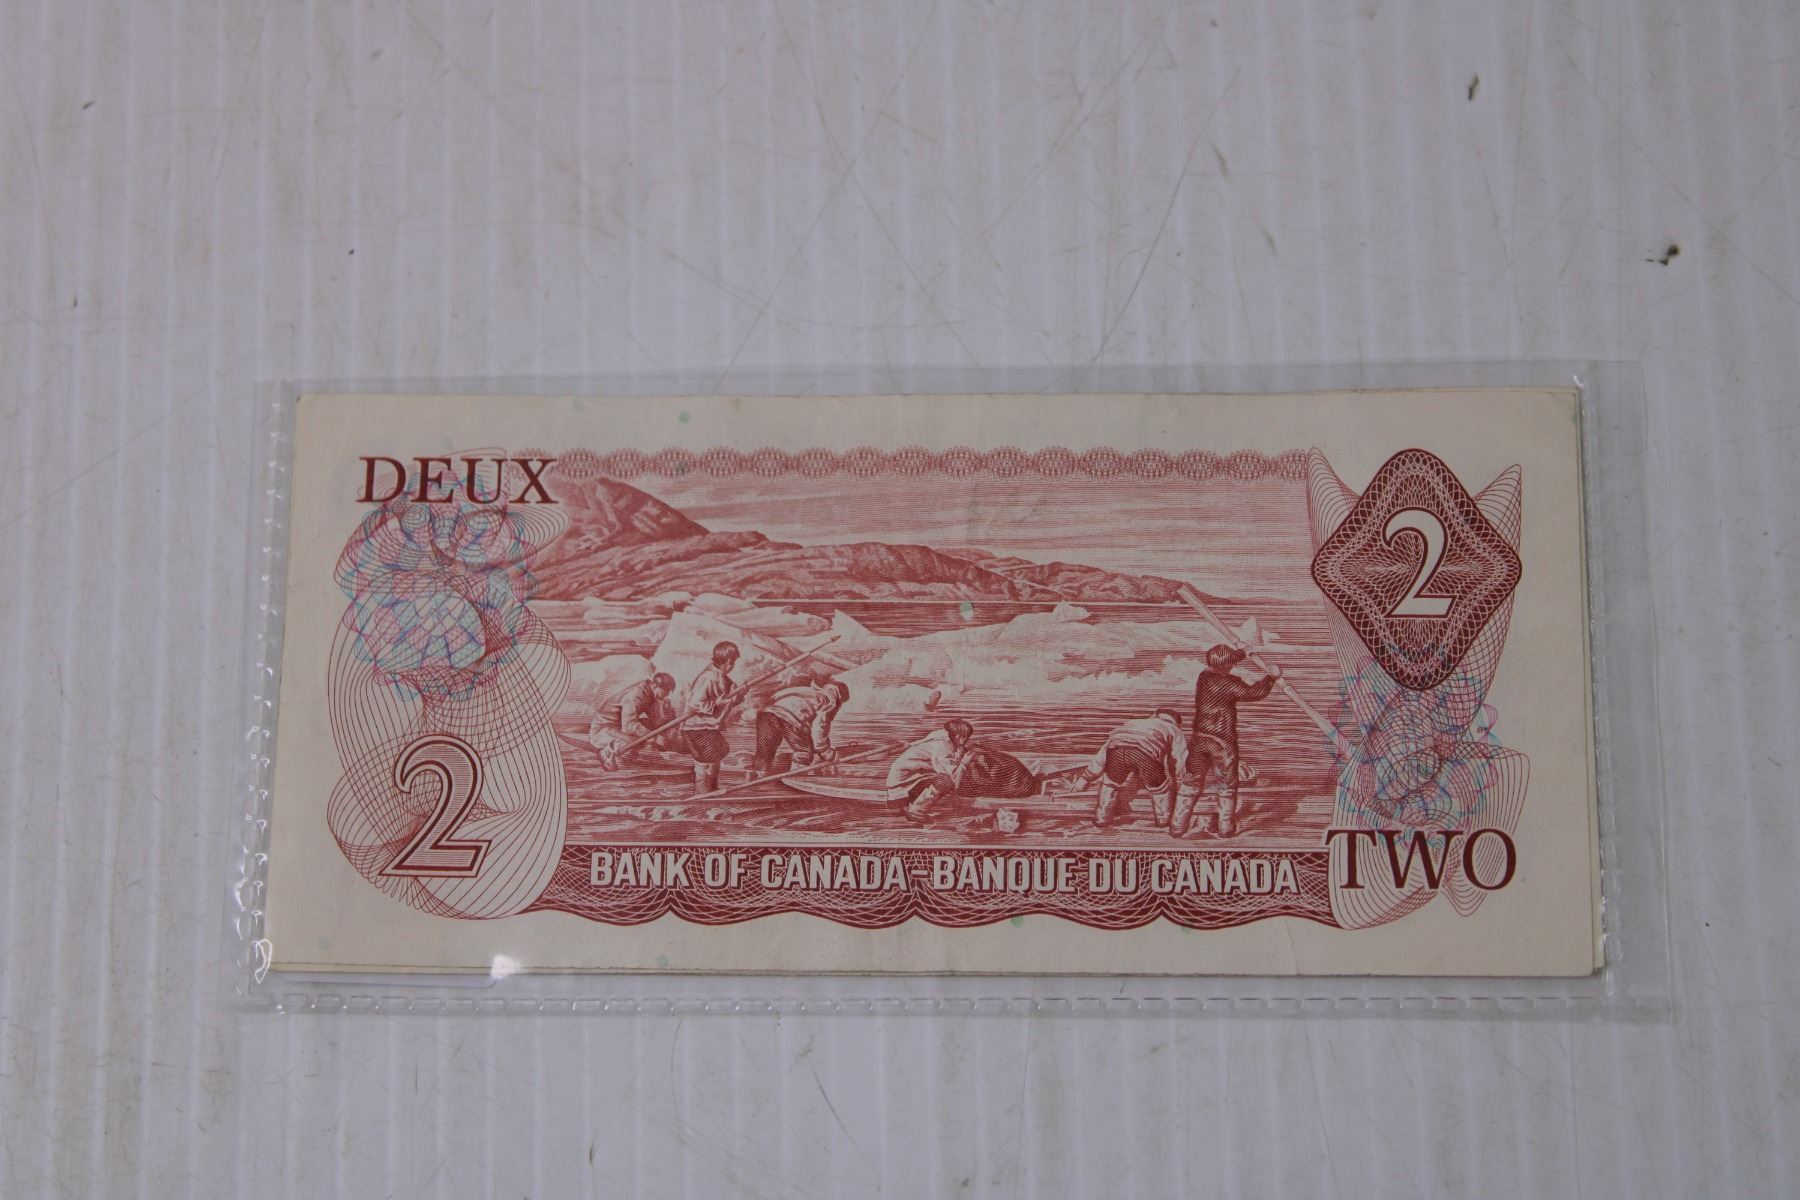 DEUX
2
2
BANK OF CANADA-BANQUE DU CANADA
TWO